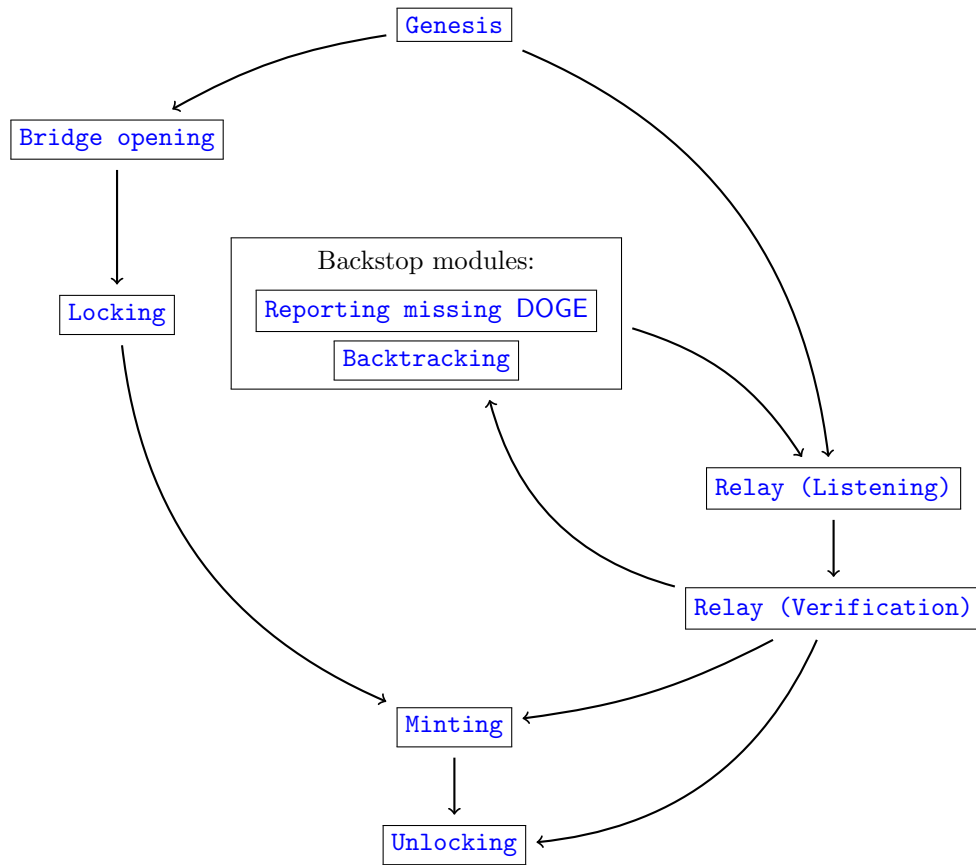 Genesis
Bridge opening
Backstop modules:
Reporting missing DOGE
Locking
Backtracking
Relay (Listening)
Relay (Verification)
Minting
Unlocking